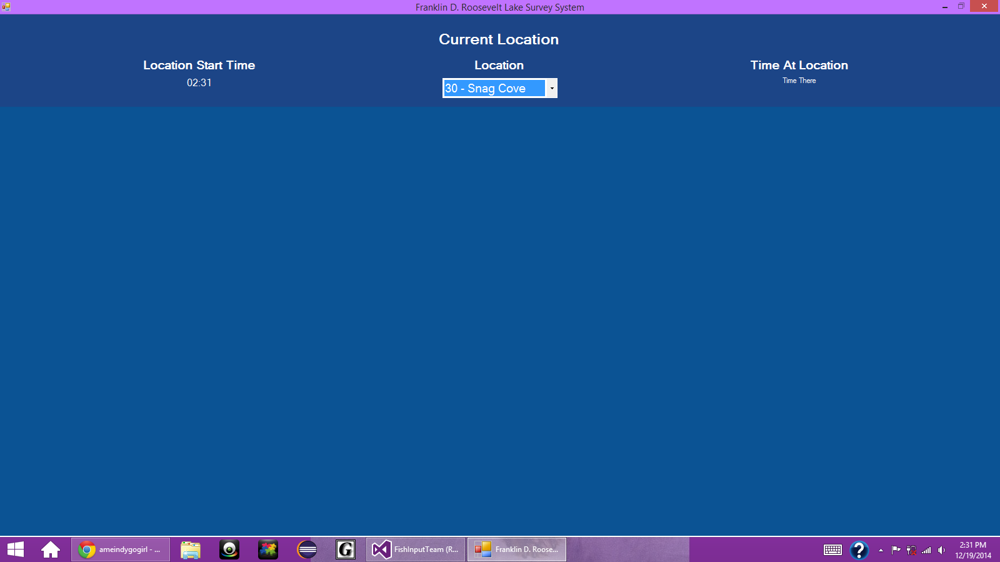 Franklin D. Roosevelt Lake Survey System
Current Location
Location Start Time
02:31
Location
30 - Snag Cove
Time At Location
Time There
ameindygogirl - ...
G
FishInputTeam (R...
Franklin D. Roose...
?
2:31 PM
12/19/2014